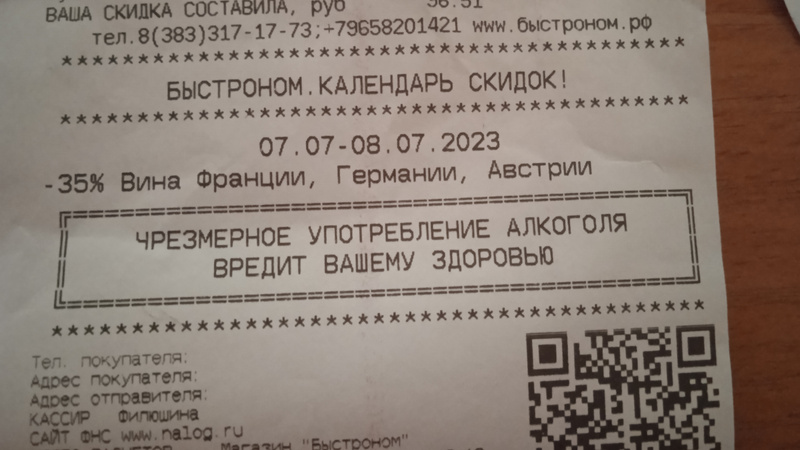 ВАША СКИДКА СОСТАВИЛА, руб 56.51
тел.8(383)317-17-73;+79658201421 www.быстроном.рф
* * * * * * * * * * * * * * * * * * * * * * * * * * * * * * * *
БЫСТРОНОМ.КАЛЕНДАРЬ СКИДОК!
* * * * * * * * * * * * * * * * * * * * * * * * * * * * * * * *
07.07-08.07.2023
-35% Вина Франции, Германии, Австрии
ЧРЕЗМЕРНОЕ УПОТРЕБЛЕНИЕ АЛКОГОЛЯ
ВРЕДИТ ВАШЕМУ ЗДОРОВЬЮ
* * * * * * * * * * * * * * * * * * * * * * * * * * * * * * * *
Тел. покупателя:
Адрес покупателя:
Адрес отправителя:
КАССИР ФИЛЮШИНА
САЙТ ФНС www.nalog.ru
Магазин "Быстроном"